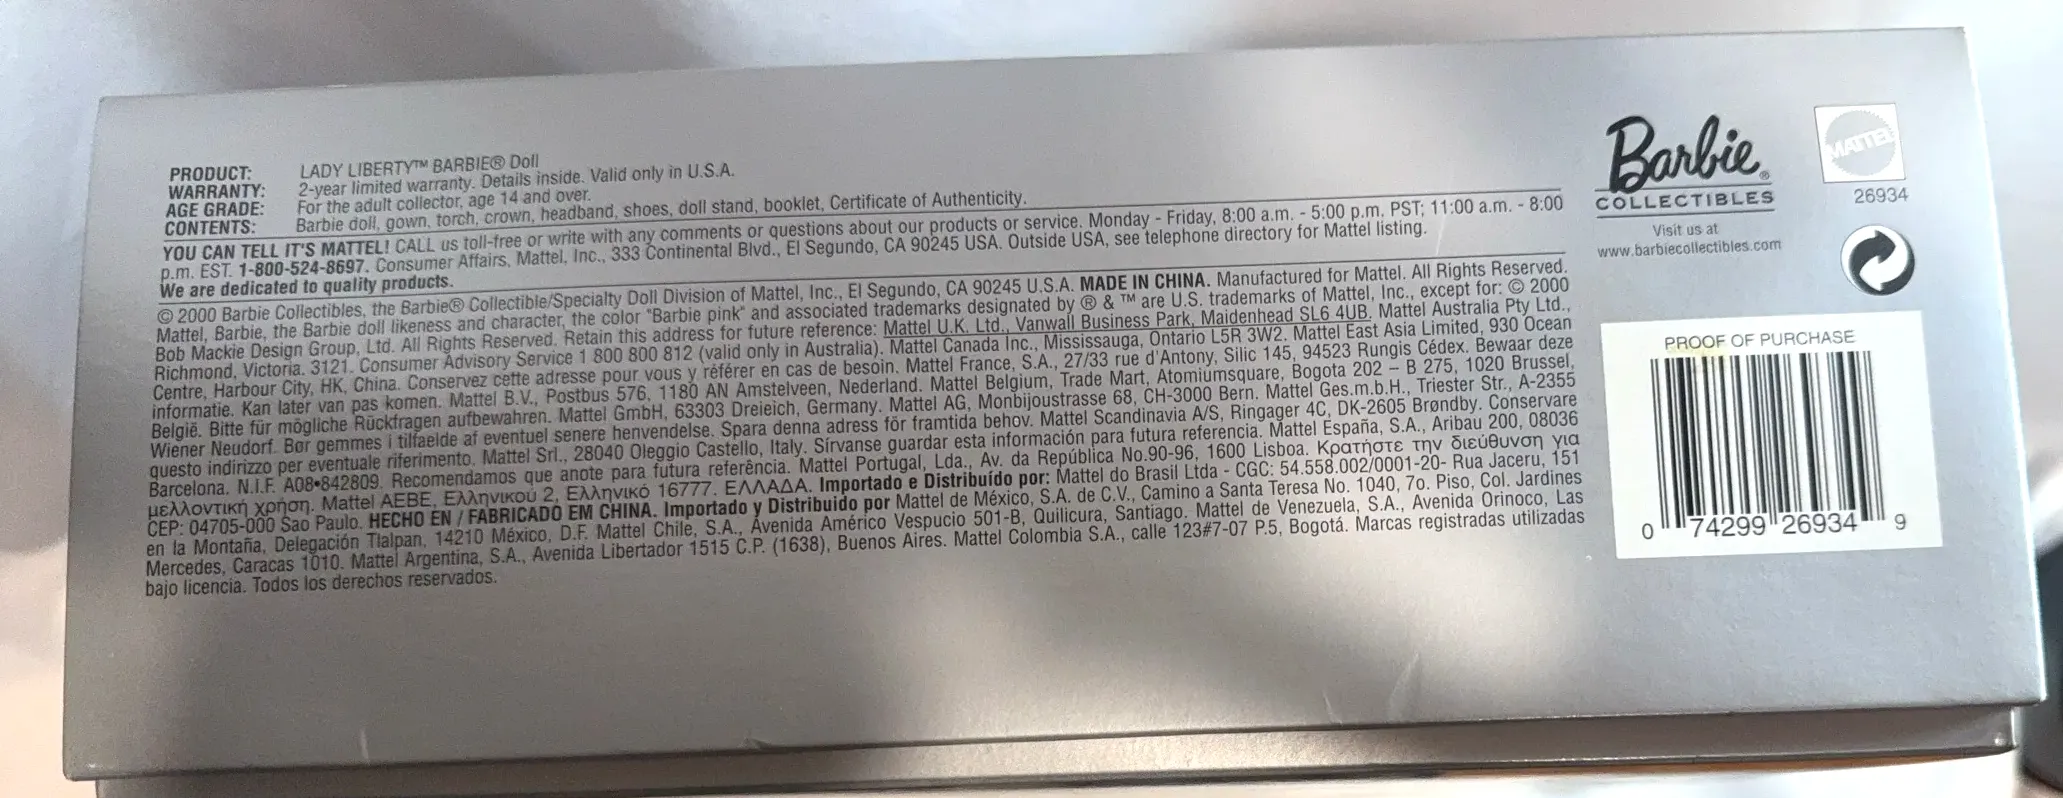 PRODUCT: LADY LIBERTY™ BARBIE® Doll
WARRANTY: 2-year limited warranty. Details inside. Valid only in U.S.A.
AGE GRADE: For the adult collector, age 14 and over.
CONTENTS: Barbie doll, gown, torch, crown, headband, shoes, doll stand, booklet, Certificate of Authenticity.
YOU CAN TELL IT'S MATTEL! CALL us toll-free or write with any comments or questions about our products or service. Monday - Friday, 8:00 a.m. - 5:00 p.m. PST; 11:00 a.m. - 8:00
p.m. EST. 1-800-524-8697. Consumer Affairs, Mattel, Inc., 333 Continental Blvd., El Segundo, CA 90245 USA. Outside USA, see telephone directory for Mattel listing.
We are dedicated to quality products.
© 2000 Barbie Collectibles, the Barbie® Collectible/Specialty Doll Division of Mattel, Inc., El Segundo, CA 90245 U.S.A. MADE IN CHINA. Manufactured for Mattel. All Rights Reserved.
Mattel, Barbie, the Barbie doll likeness and character, the color "Barbie pink" and associated trademarks designated by ® & ™ are U.S. trademarks of Mattel, Inc., except for: © 2000
Bob Mackie Design Group, Ltd. All Rights Reserved. Retain this address for future reference: Mattel U.K. Ltd., Vanwall Business Park, Maidenhead SL6 4UB. Mattel Australia Pty Ltd.,
Richmond, Victoria. 3121. Consumer Advisory Service 1 800 800 812 (valid only in Australia). Mattel Canada Inc., Mississauga, Ontario L5R 3W2. Mattel East Asia Limited, 930 Ocean
Centre, Harbour City, HK, China. Conservez cette adresse pour vous y référer en cas de besoin. Mattel France, S.A., 27/33 rue d'Antony, Silic 145, 94523 Rungis Cédex. Bewaar deze
informatie. Kan later van pas komen. Mattel B.V., Postbus 576, 1180 AN Amstelveen, Nederland. Mattel Belgium, Trade Mart, Atomiumsquare, Bogota 202 – B 275, 1020 Brussel,
België. Bitte für mögliche Rückfragen aufbewahren. Mattel GmbH, 63303 Dreieich, Germany. Mattel AG, Monbijoustrasse 68, CH-3000 Bern. Mattel Ges.m.b.H., Triester Str., A-2355
Wiener Neudorf. Bør gemmes i tilfaelde af eventuel senere henvendelse. Spara denna adress för framtida behov. Mattel Scandinavia A/S, Ringager 4C, DK-2605 Brøndby. Conservare
questo indirizzo per eventuale riferimento. Mattel Srl., 28040 Oleggio Castello, Italy. Sírvanse guardar esta información para futura referencia. Mattel España, S.A., Aribau 200, 08036
Barcelona. N.I.F. A08•842809. Recomendamos que anote para futura referência. Mattel Portugal, Lda., Av. da República No.90-96, 1600 Lisboa. Κρατήστε την διεύθυνση για
μελλοντική χρήση. Mattel AEBE, Ελληνικού 2, Ελληνικό 16777. ΕΛΛΑΔΑ. Importado e Distribuído por: Mattel do Brasil Ltda - CGC: 54.558.002/0001-20- Rua Jaceru, 151
CEP: 04705-000 Sao Paulo. HECHO EN / FABRICADO EM CHINA. Importado y Distribuido por Mattel de México, S.A. de C.V., Camino a Santa Teresa No. 1040, 7o. Piso, Col. Jardines
en la Montaña, Delegación Tlalpan, 14210 México, D.F. Mattel Chile, S.A., Avenida Américo Vespucio 501-B, Quilicura, Santiago. Mattel de Venezuela, S.A., Avenida Orinoco, Las
Mercedes, Caracas 1010. Mattel Argentina, S.A., Avenida Libertador 1515 C.P. (1638), Buenos Aires. Mattel Colombia S.A., calle 123#7-07 P.5, Bogotá. Marcas registradas utilizadas
bajo licencia. Todos los derechos reservados.
Barbie®
COLLECTIBLES
Visit us at
www.barbiecollectibles.com
MATTEL
26934
PROOF OF PURCHASE
0 74299 26934 9